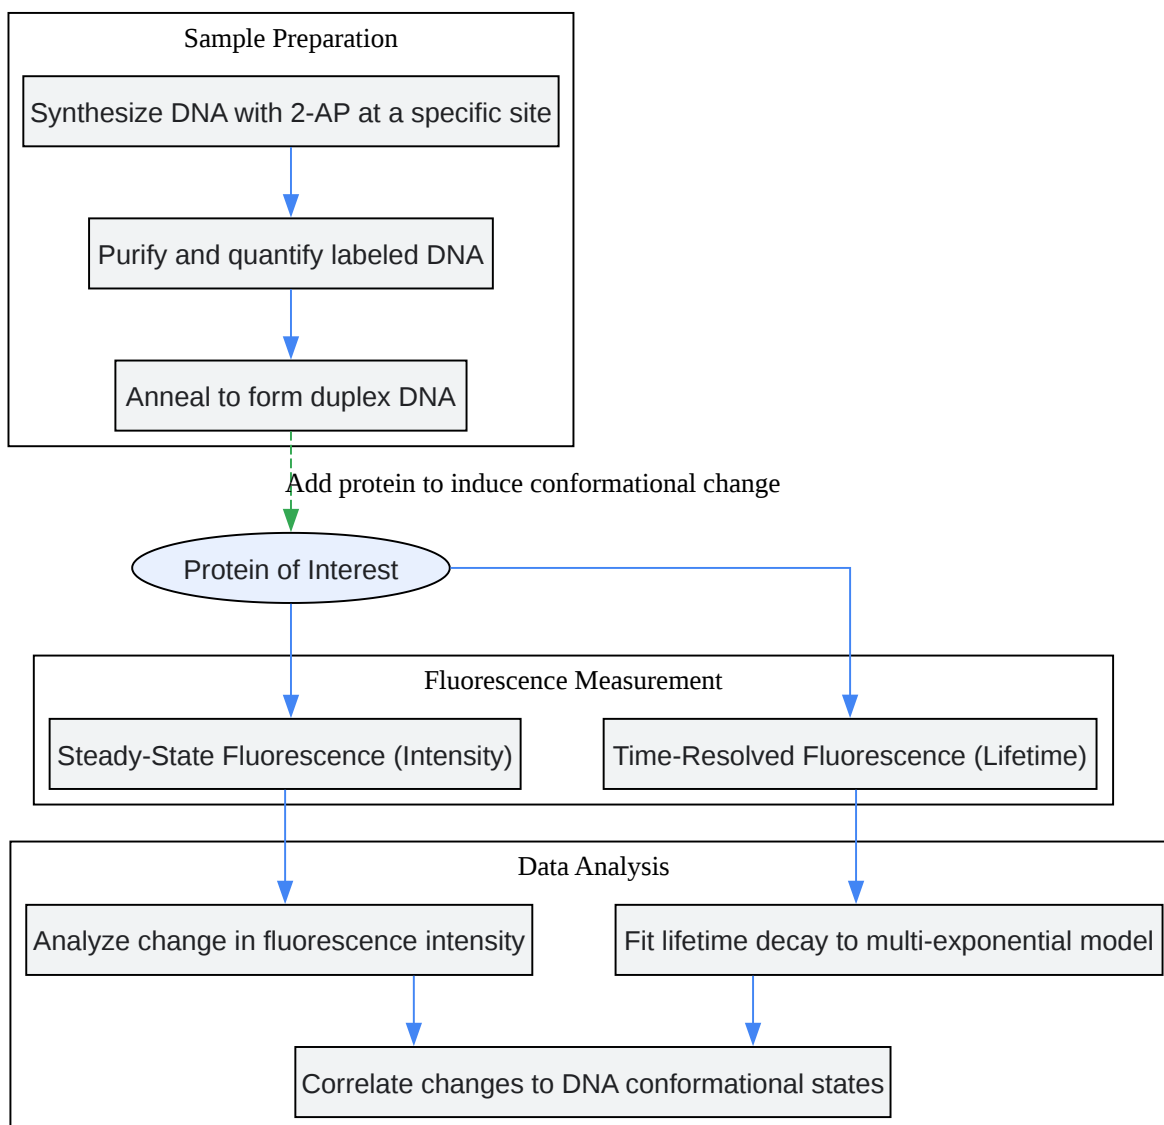 Sample Preparation
Synthesize DNA with 2-AP at a specific site
Purify and quantify labeled DNA
Anneal to form duplex DNA
Add protein to induce conformational change
Protein of Interest
Fluorescence Measurement
Steady-State Fluorescence (Intensity)
Time-Resolved Fluorescence (Lifetime)
Data Analysis
Analyze change in fluorescence intensity
Fit lifetime decay to multi-exponential model
Correlate changes to DNA conformational states